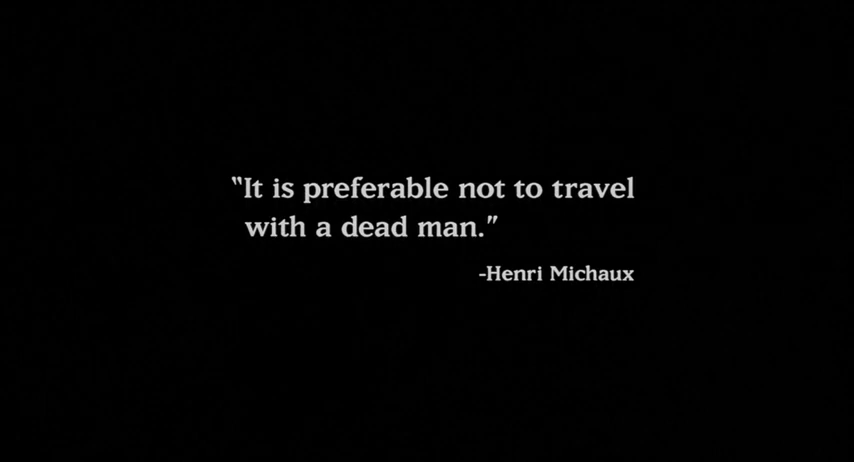 “It is preferable not to travel
with a dead man.”
-Henri Michaux